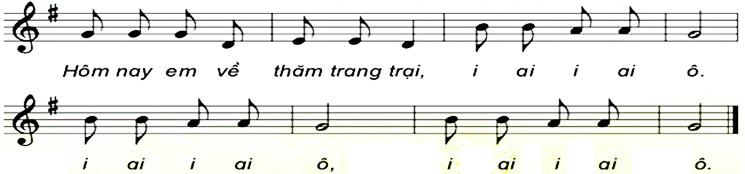 Hôm nay em về thăm trang trại, i ai i ai ô.
i ai i ai ô, i ai i ai ô.